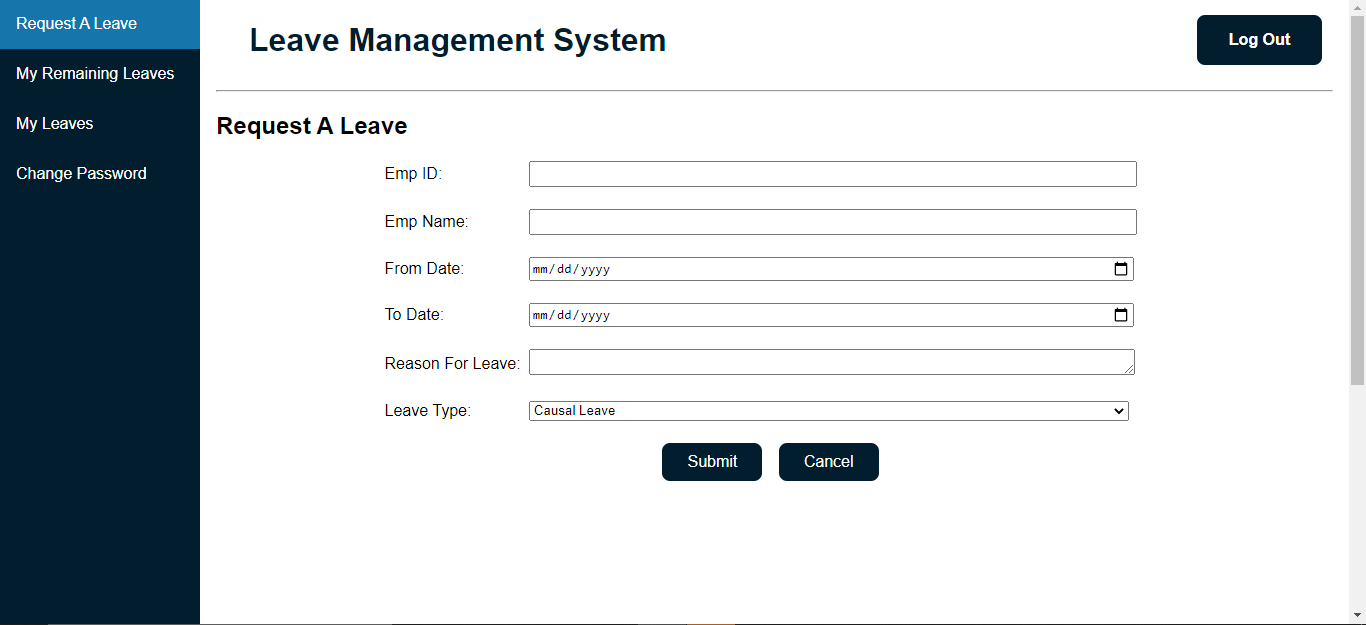 Request A Leave
My Remaining Leaves
My Leaves
Change Password
Leave Management System
Log Out
Request A Leave
Emp ID:
Emp Name:
From Date: mm/dd/yyyy
To Date: mm/dd/yyyy
Reason For Leave:
Leave Type: Causal Leave
Submit Cancel